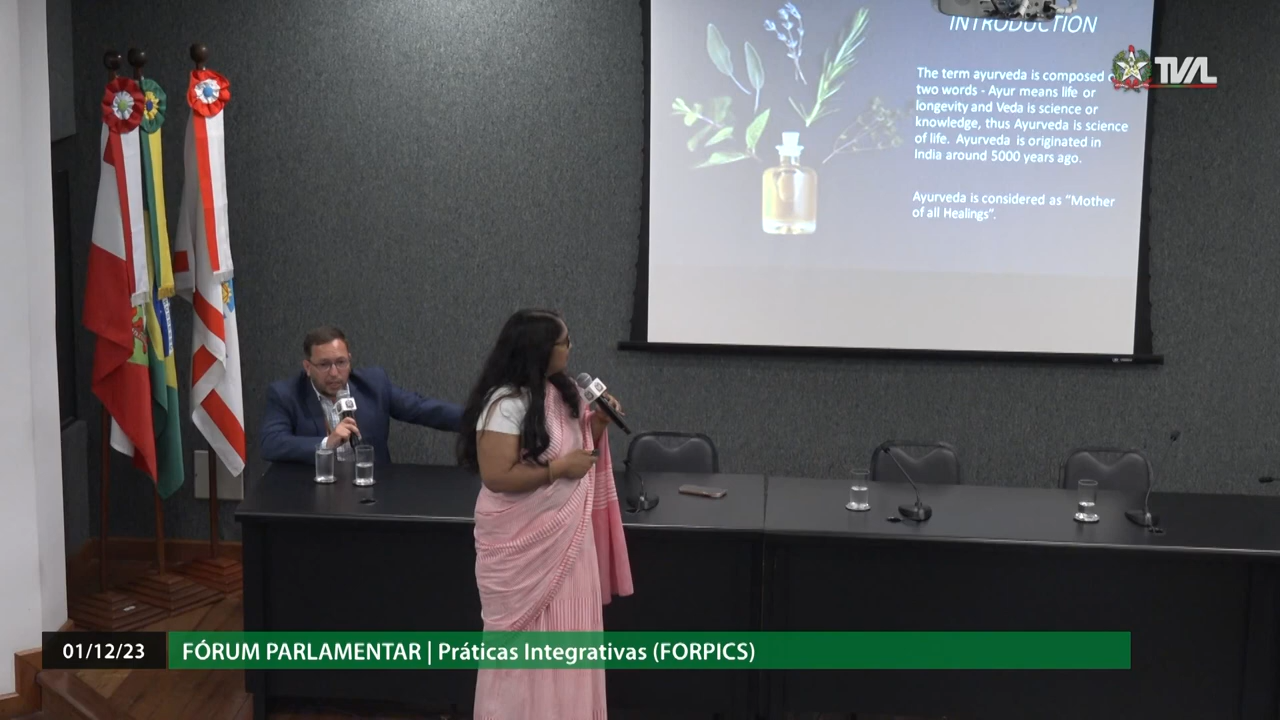 INTRODUCTION
The term ayurveda is composed
two words - Ayur means life or
longevity and Veda is science or
knowledge, thus Ayurveda is science
of life. Ayurveda is originated in
India around 5000 years ago.
Ayurveda is considered as “Mother
of all Healings”.
TVAL
01/12/23
FÓRUM PARLAMENTAR | Práticas Integrativas (FORPICS)